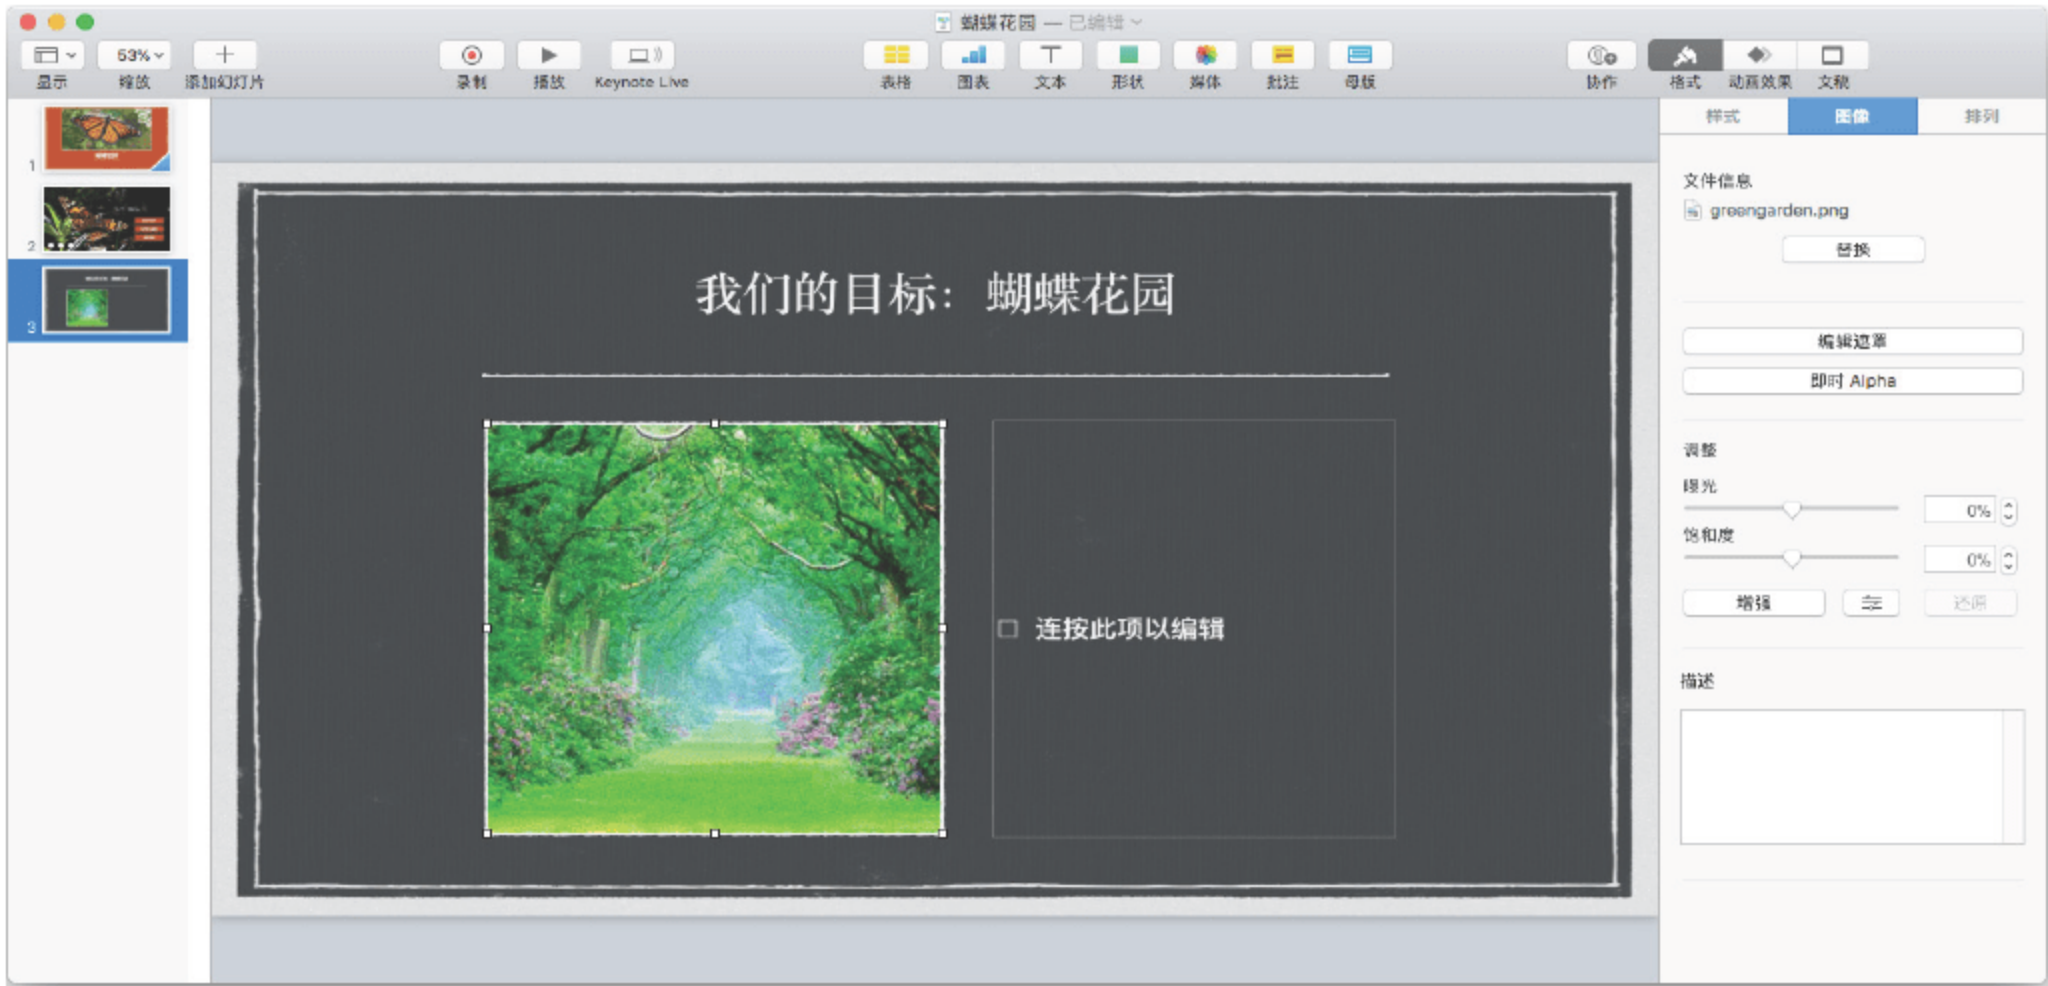 蝴蝶花园 — 已编辑
53%
显示 缩放 添加幻灯片 录制 播放 Keynote Live 表格 图表 文本 形状 媒体 批注 母版 协作 格式 动画效果 文稿
样式 图像 排列
1
2
3
我们的目标：蝴蝶花园
连按此项以编辑
文件信息
greengarden.png
替换
编辑遮罩
即时 Alpha
调整
曝光
0%
饱和度
0%
增强 还原
描述